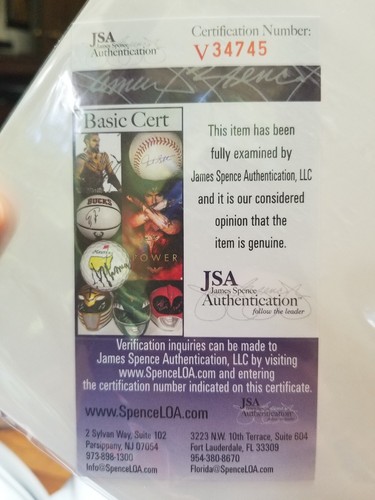 JSA
James Spence
Authentication
Certification Number:
V 34745
James Spence
Basic Cert
BUCKS
POWER
This item has been
fully examined by
James Spence Authentication, LLC
and it is our considered
opinion that the
item is genuine.
JSA
James Spence
Authentication
follow the leader
Verification inquiries can be made to
James Spence Authentication, LLC by visiting
www.SpenceLOA.com and entering
the certification number indicated on this certificate.
www.SpenceLOA.com
JSA
Authentication
2 Sylvan Way, Suite 102
Parsippany, NJ 07054
973-898-1300
Info@SpenceLOA.com
3223 N.W. 10th Terrace, Suite 604
Fort Lauderdale, FL 33309
954-380-8670
Florida@SpenceLOA.com